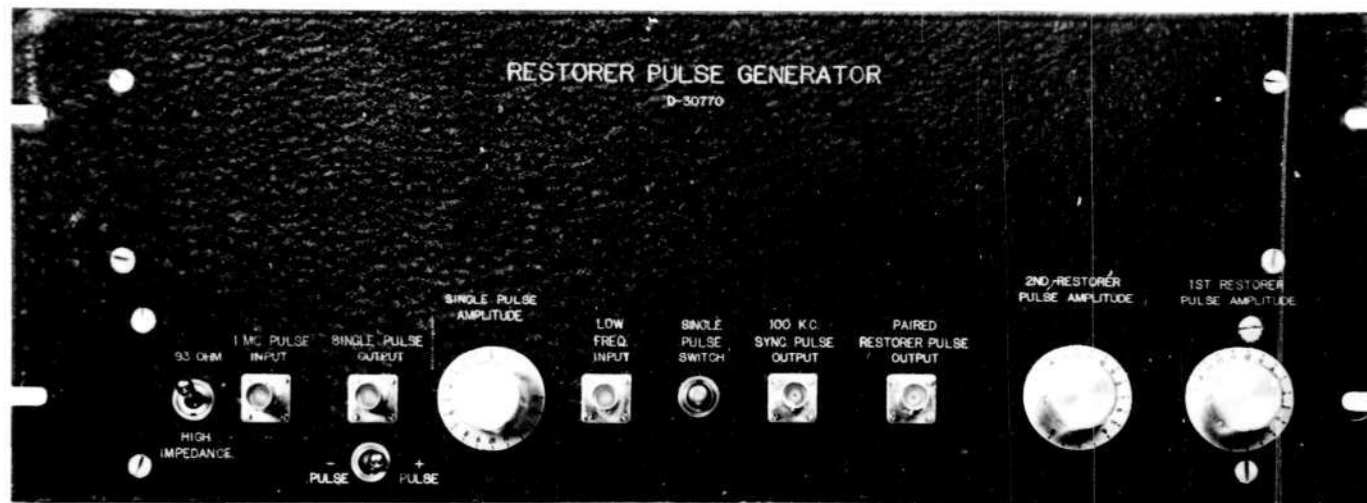 RESTORER PULSE GENERATOR
D-30770
93 OHM
HIGH
IMPEDANCE
1 MC PULSE
INPUT
SINGLE PULSE
OUTPUT
- PULSE
+ PULSE
SINGLE PULSE
AMPLITUDE
LOW
FREQ.
INPUT
SINGLE
PULSE
SWITCH
100 K.C.
SYNC PULSE
OUTPUT
PAIRED
RESTORER PULSE
OUTPUT
2ND RESTORER
PULSE AMPLITUDE
1ST RESTORER
PULSE AMPLITUDE